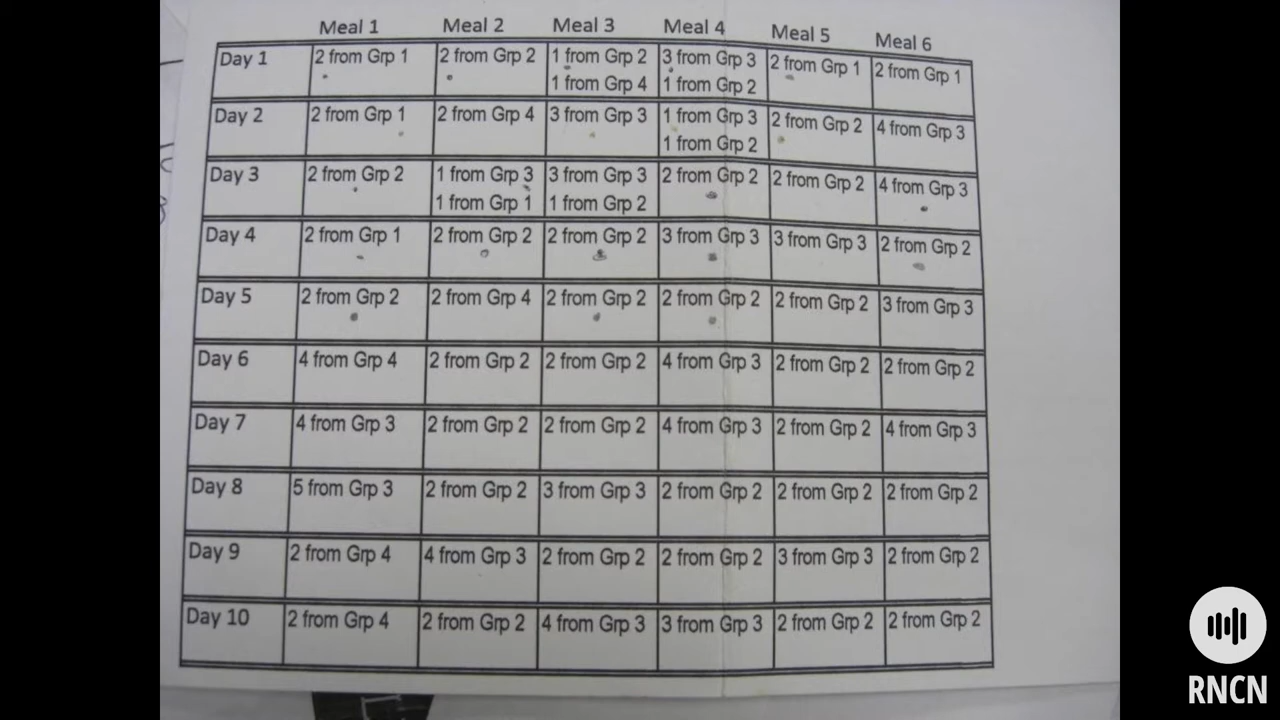 Meal 1 Meal 2 Meal 3 Meal 4 Meal 5 Meal 6
Day 1 2 from Grp 1 2 from Grp 2 1 from Grp 2 3 from Grp 3 2 from Grp 1 2 from Grp 1
1 from Grp 4 1 from Grp 2
Day 2 2 from Grp 1 2 from Grp 4 3 from Grp 3 1 from Grp 3 2 from Grp 2 4 from Grp 3
1 from Grp 2
Day 3 2 from Grp 2 1 from Grp 3 3 from Grp 3 2 from Grp 2 2 from Grp 2 4 from Grp 3
1 from Grp 1 1 from Grp 2
Day 4 2 from Grp 1 2 from Grp 2 2 from Grp 2 3 from Grp 3 3 from Grp 3 2 from Grp 2
Day 5 2 from Grp 2 2 from Grp 4 2 from Grp 2 2 from Grp 2 2 from Grp 2 3 from Grp 3
Day 6 4 from Grp 4 2 from Grp 2 2 from Grp 2 4 from Grp 3 2 from Grp 2 2 from Grp 2
Day 7 4 from Grp 3 2 from Grp 2 2 from Grp 2 4 from Grp 3 2 from Grp 2 4 from Grp 3
Day 8 5 from Grp 3 2 from Grp 2 3 from Grp 3 2 from Grp 2 2 from Grp 2 2 from Grp 2
Day 9 2 from Grp 4 4 from Grp 3 2 from Grp 2 2 from Grp 2 3 from Grp 3 2 from Grp 2
Day 10 2 from Grp 4 2 from Grp 2 4 from Grp 3 3 from Grp 3 2 from Grp 2 2 from Grp 2
RNCN